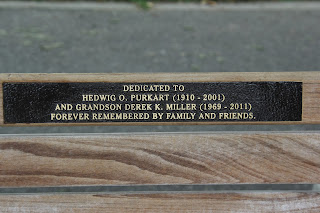 DEDICATED TO
HEDWIG O. PURKART (1910 - 2001)
AND GRANDSON DEREK K. MILLER (1969 - 2011)
FOREVER REMEMBERED BY FAMILY AND FRIENDS.